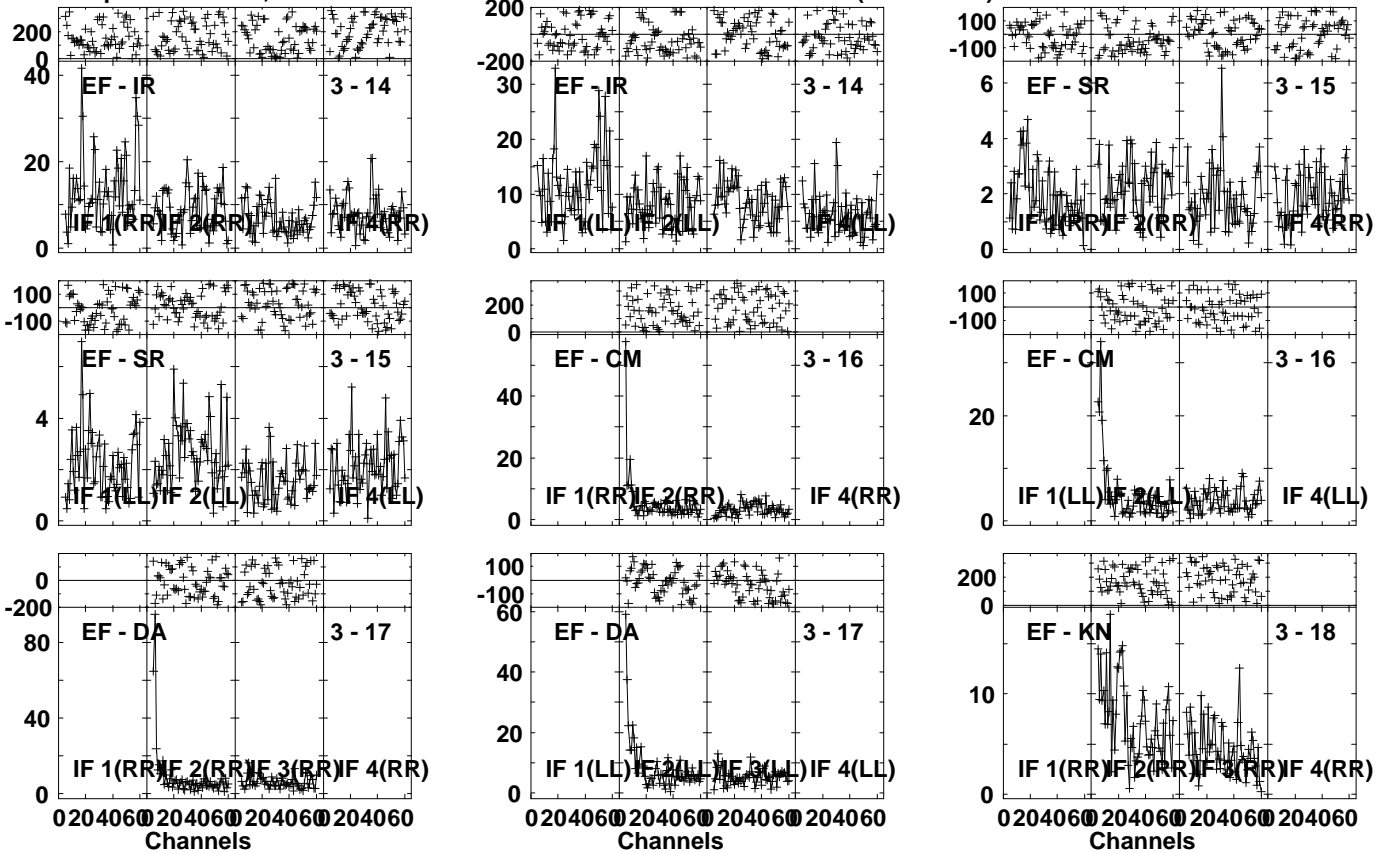 200
0
40
20
0
EF - IR
3 - 14
IF 1(RR) IF 2(RR) IF 4(RR)
200
-200
30
20
10
0
EF - IR
3 - 14
IF 1(LL) IF 2(LL) IF 4(LL)
100
-100
6
4
2
0
EF - SR
3 - 15
IF 1(RR) IF 2(RR) IF 4(RR)
100
-100
4
0
EF - SR
3 - 15
IF 1(LL) IF 2(LL) IF 4(LL)
200
0
40
20
0
EF - CM
3 - 16
IF 1(RR) IF 2(RR) IF 4(RR)
100
-100
20
0
EF - CM
3 - 16
IF 1(LL) IF 2(LL) IF 4(LL)
0
-200
80
40
0
EF - DA
3 - 17
IF 1(RR) IF 2(RR) IF 3(RR) IF 4(RR)
100
-100
60
40
20
0
EF - DA
3 - 17
IF 1(LL) IF 2(LL) IF 3(LL) IF 4(LL)
200
0
10
0
EF - KN
3 - 18
IF 1(RR) IF 2(RR) IF 3(RR) IF 4(RR)
0 20 40 60 0 20 40 60 0 20 40 60 0 20 40 60
Channels
0 20 40 60 0 20 40 60 0 20 40 60 0 20 40 60
Channels
0 20 40 60 0 20 40 60 0 20 40 60 0 20 40 60
Channels